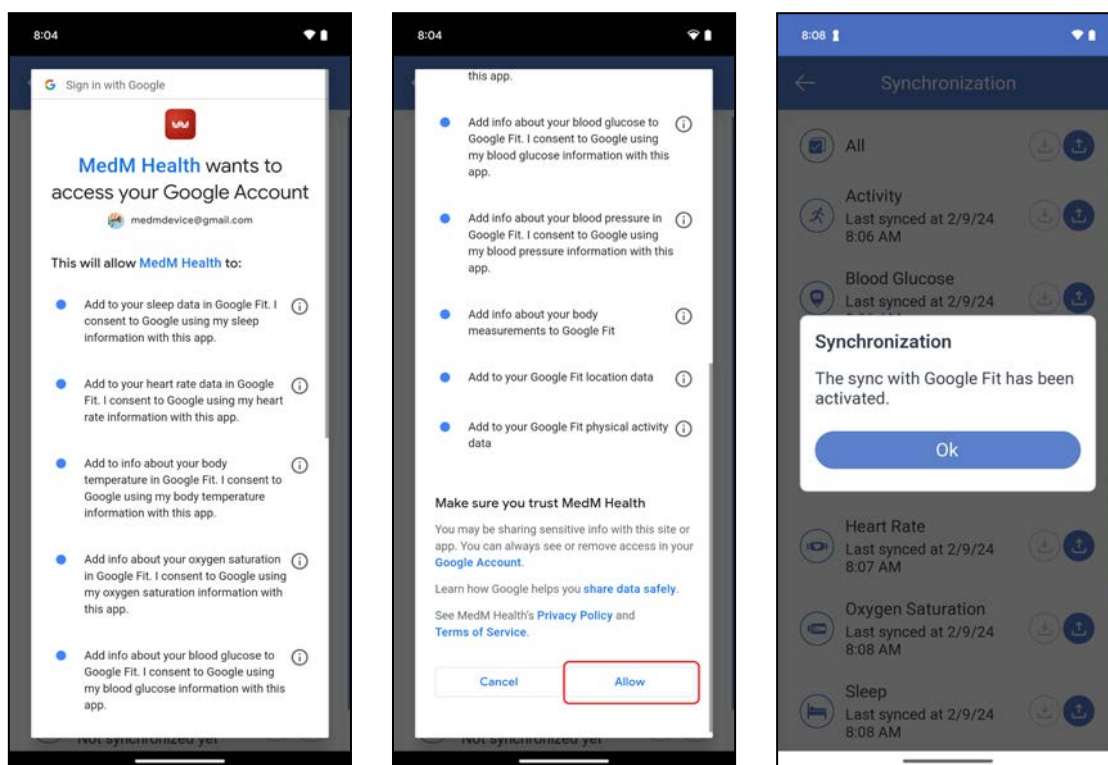 8:04
Sign in with Google
MedM Health wants to
access your Google Account
medmdevice@gmail.com
This will allow MedM Health to:
Add to your sleep data in Google Fit. I
consent to Google using my sleep
information with this app.
Add to your heart rate data in Google
Fit. I consent to Google using my heart
rate information with this app.
Add to info about your body
temperature in Google Fit. I consent to
Google using my body temperature
information with this app.
Add info about your oxygen saturation
in Google Fit. I consent to Google using
my oxygen saturation information with
this app.
Add info about your blood glucose to
Google Fit. I consent to Google using
my blood glucose information with this
app.
Not synchronized yet
8:04
this app.
Add info about your blood glucose to
Google Fit. I consent to Google using
my blood glucose information with this
app.
Add info about your blood pressure in
Google Fit. I consent to Google using
my blood pressure information with this
app.
Add info about your body
measurements to Google Fit
Add to your Google Fit location data
Add to your Google Fit physical activity
data
Make sure you trust MedM Health
You may be sharing sensitive info with this site or
app. You can always see or remove access in your
Google Account.
Learn how Google helps you share data safely.
See MedM Health's Privacy Policy and
Terms of Service.
Cancel
Allow
Not synchronized yet
8:08
Synchronization
All
Activity
Last synced at 2/9/24
8:06 AM
Blood Glucose
Last synced at 2/9/24
Synchronization
The sync with Google Fit has been
activated.
Ok
Heart Rate
Last synced at 2/9/24
8:07 AM
Oxygen Saturation
Last synced at 2/9/24
8:08 AM
Sleep
Last synced at 2/9/24
8:08 AM